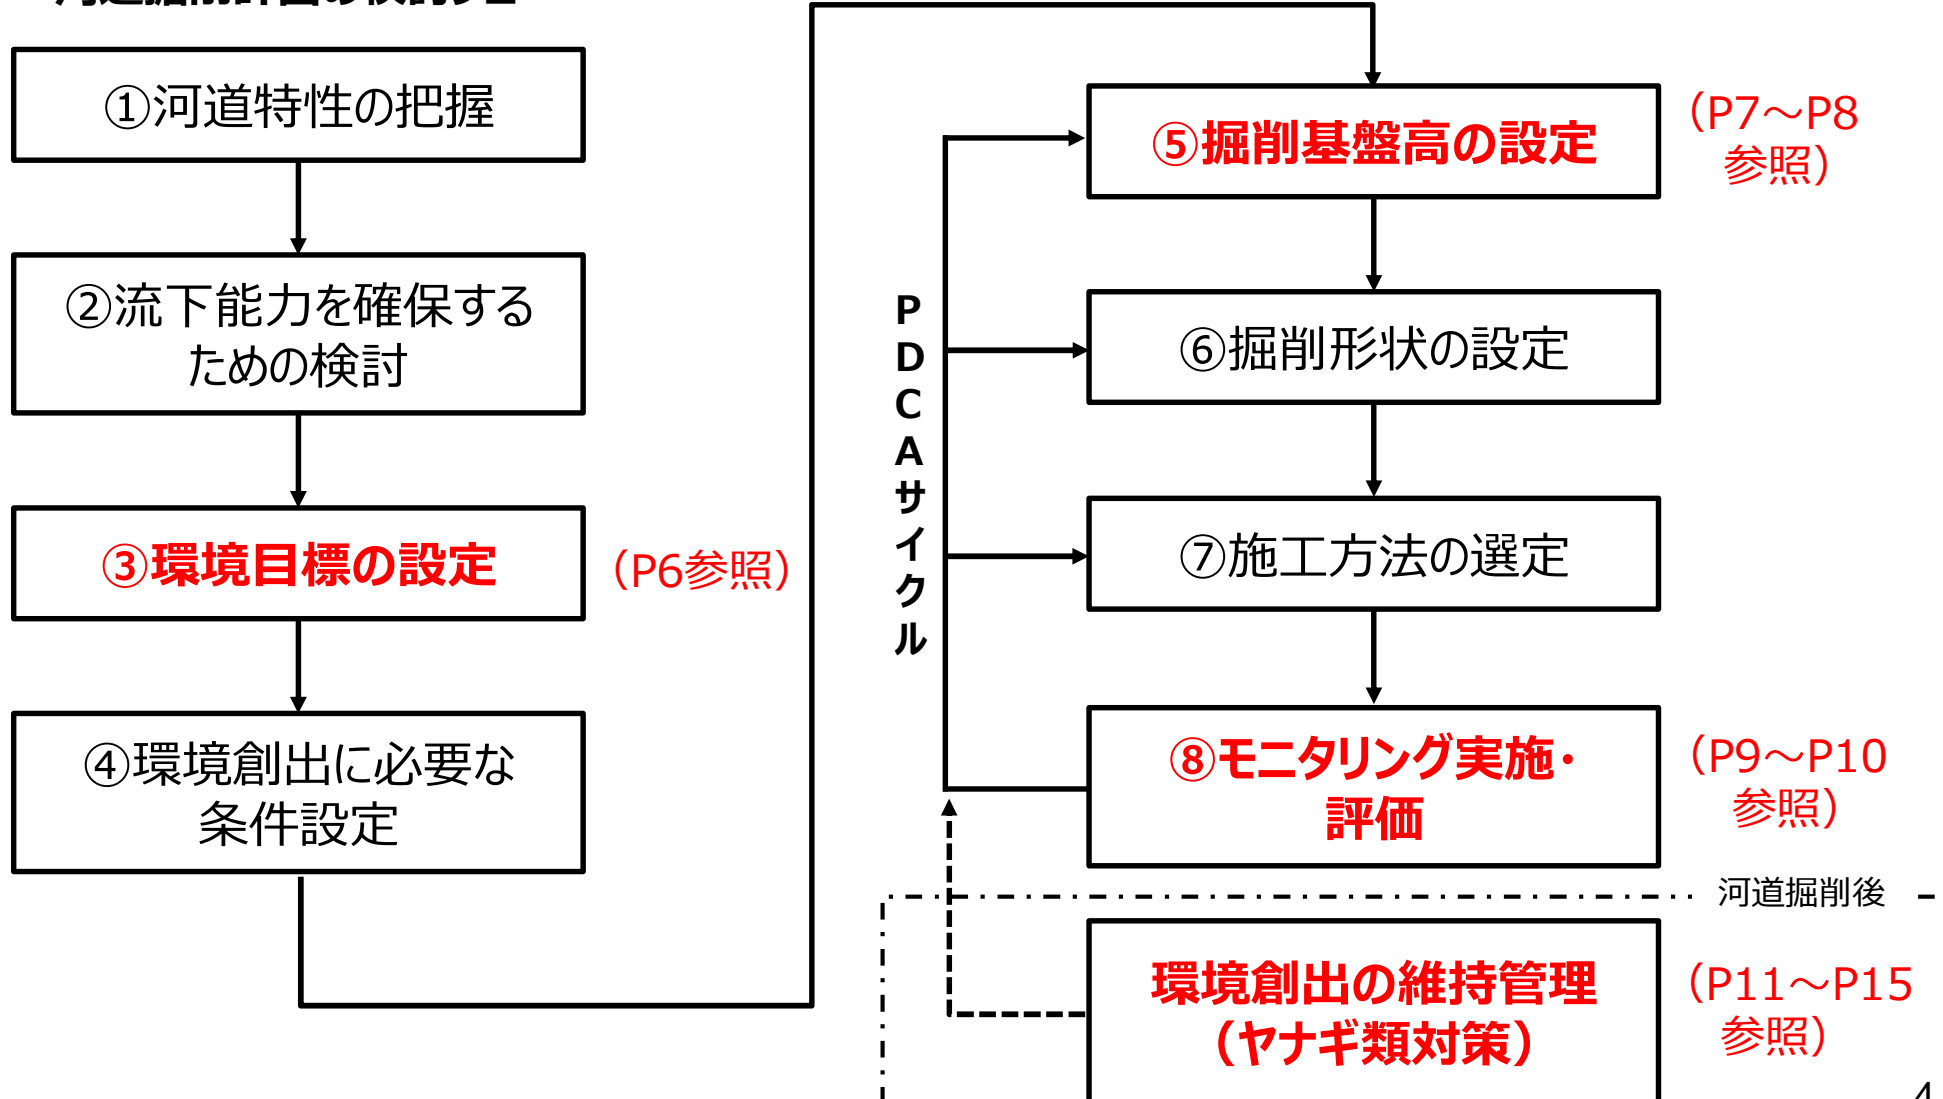 ①河道特性の把握
②流下能力を確保する
ための検討
③環境目標の設定
（P6参照）
④環境創出に必要な
条件設定
PDCAサイクル
⑤掘削基盤高の設定
（P7～P8
参照）
⑥掘削形状の設定
⑦施工方法の選定
⑧モニタリング実施・
評価
（P9～P10
参照）
河道掘削後
環境創出の維持管理
（ヤナギ類対策）
（P11～P15
参照）